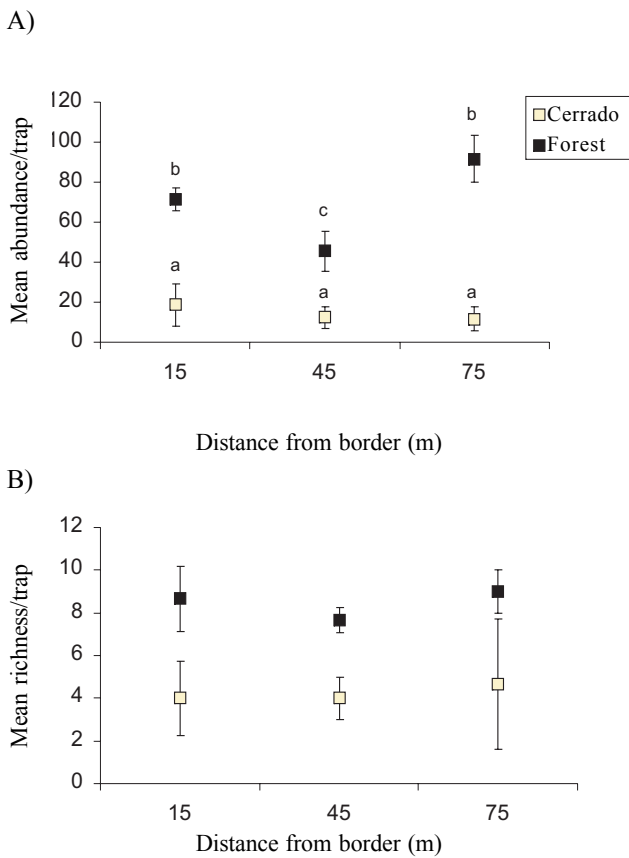 A)
Mean abundance/trap
120
100
80
60
40
20
0
b
c
b
a
a
a
Cerrado
Forest
15 45 75
Distance from border (m)
B)
Mean richness/trap
12
10
8
6
4
2
0
15 45 75
Distance from border (m)